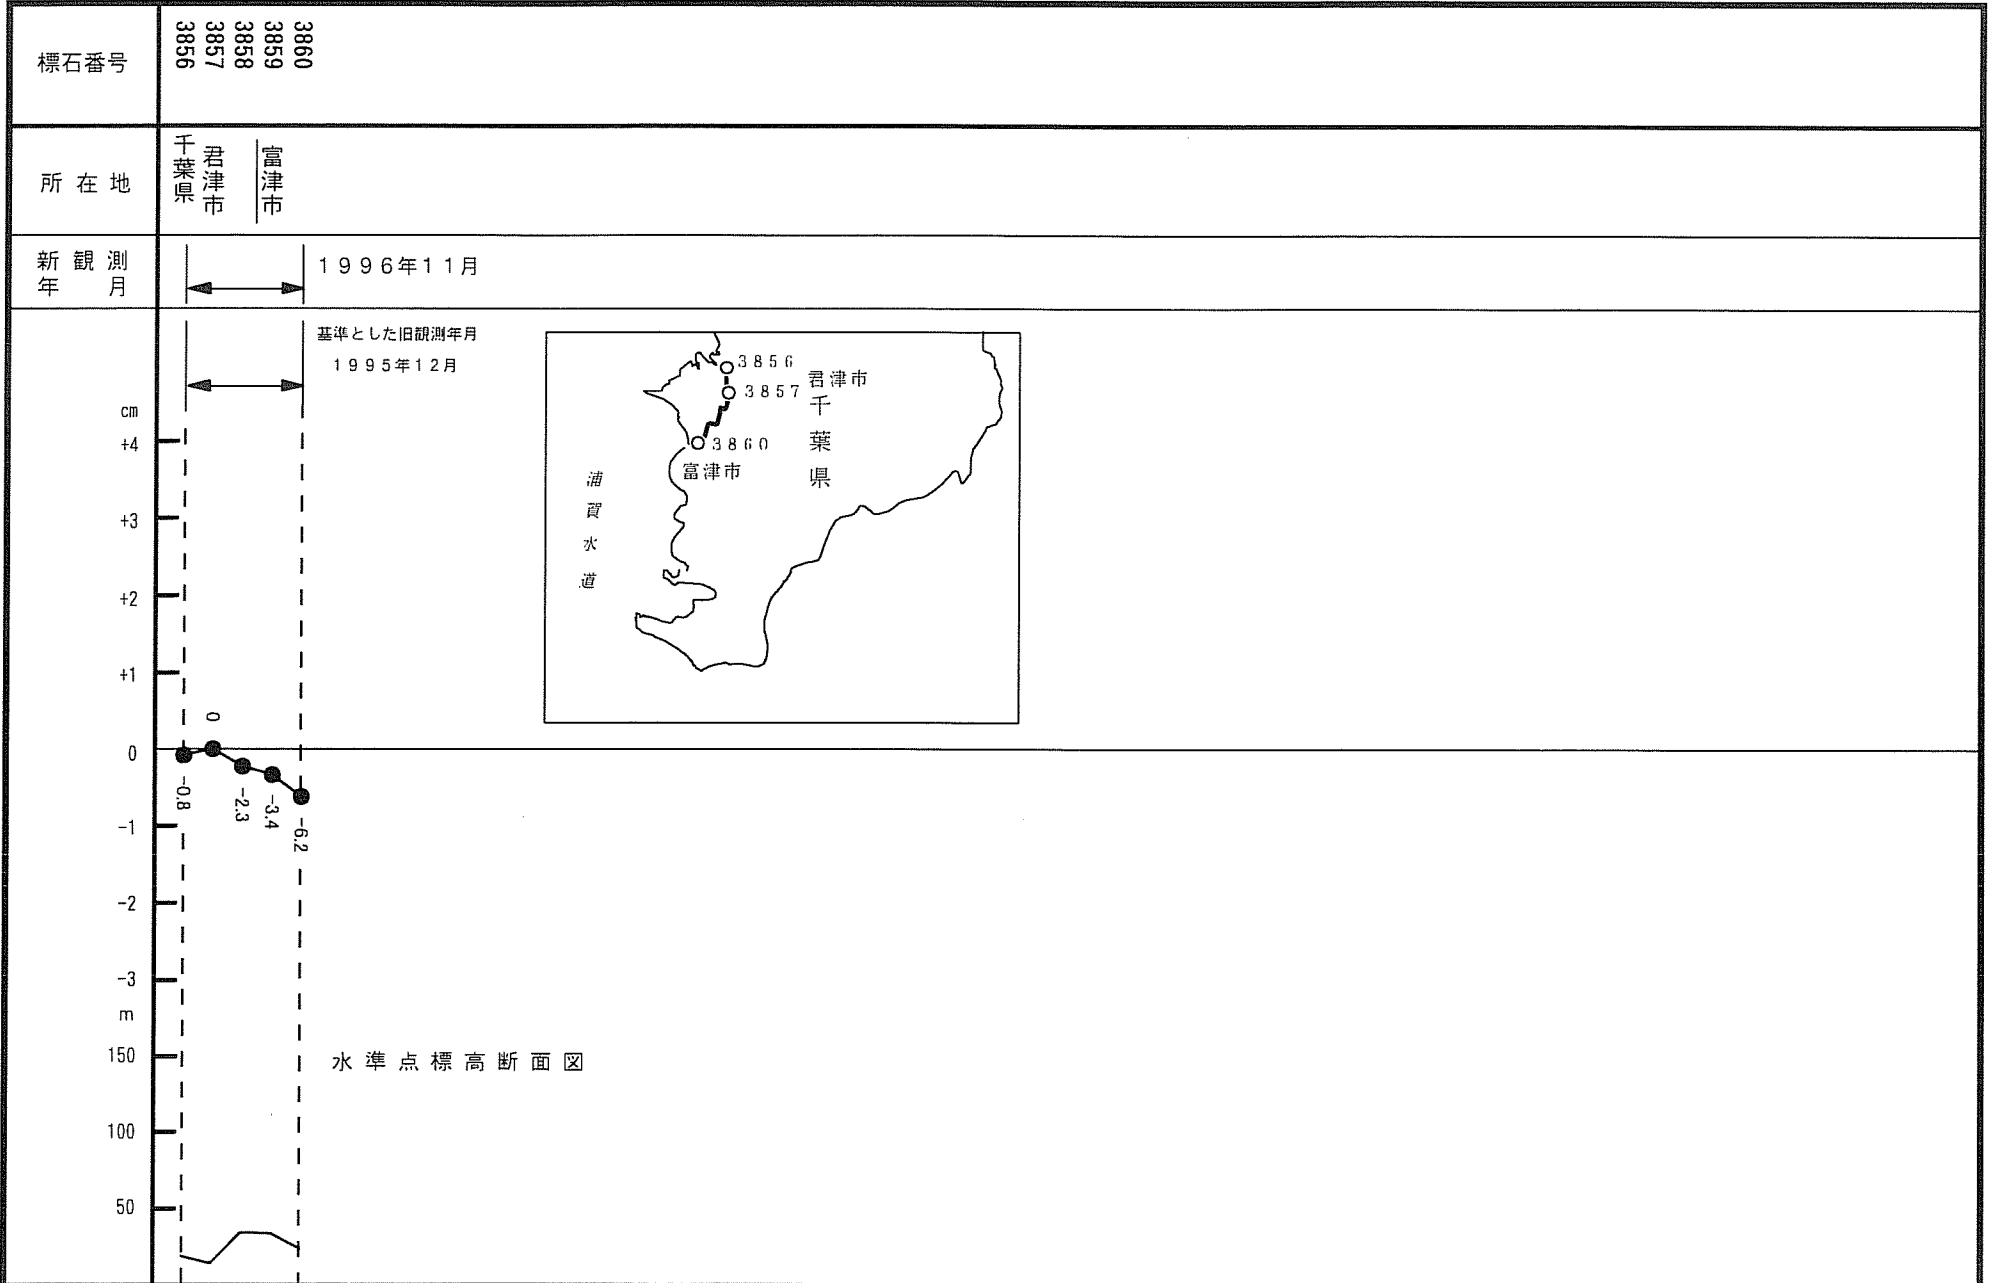 標石番号
3856
3857
3858
3859
3860
所在地
千葉県
君津市
富津市
新観測
年月
1996年11月
基準とした旧観測年月
1995年12月
cm
+4
+3
+2
+1
0
-1
-2
-3
0
-0.8
-2.3
-3.4
-6.2
3856
君津市
3857
千葉県
3860
富津市
浦賀水道
m
150
水準点標高断面図
100
50